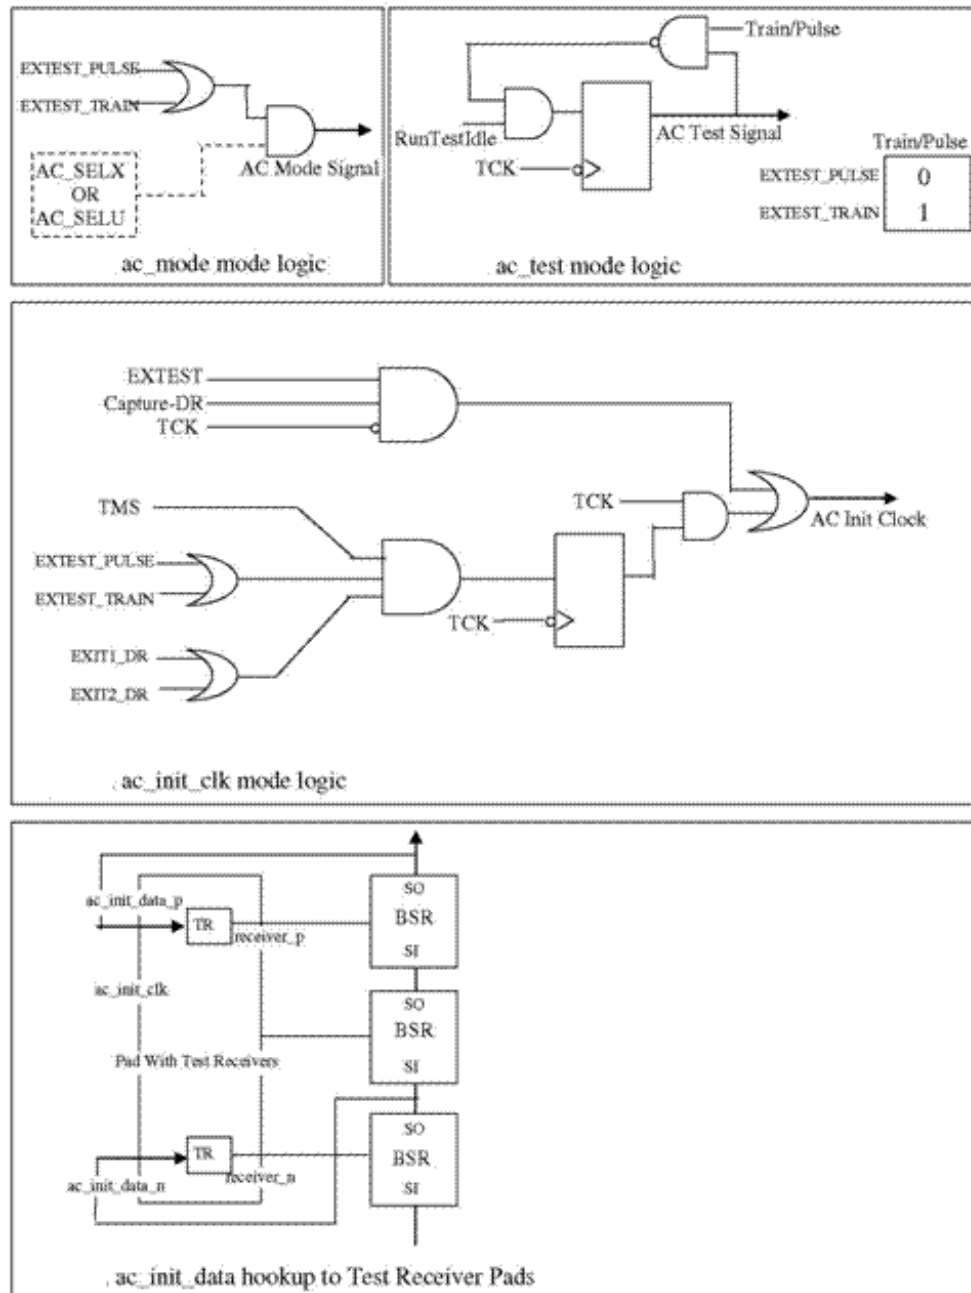 EXTEST_PULSE
EXTEST_TRAIN
AC_SELX
OR
AC_SELU
AC Mode Signal
ac_mode mode logic
Train/Pulse
RunTestIdle
TCK
AC Test Signal
Train/Pulse
EXTEST_PULSE 0
EXTEST_TRAIN 1
ac_test mode logic
EXTEST
Capture-DR
TCK
TMS
EXTEST_PULSE
EXTEST_TRAIN
EXIT1_DR
EXIT2_DR
TCK
TCK
AC Init Clock
ac_init_clk mode logic
ac_init_data_p
TR
receiver_p
SO
BSR
SI
ac_init_clk
SO
BSR
SI
Pad With Test Receivers
TR
SO
BSR
SI
ac_init_data_n
receiver_n
ac_init_data hookup to Test Receiver Pads